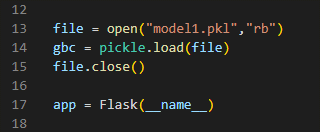 12
13 file = open("model1.pkl","rb")
14 gbc = pickle.load(file)
15 file.close()
16
17 app = Flask(__name__)
18